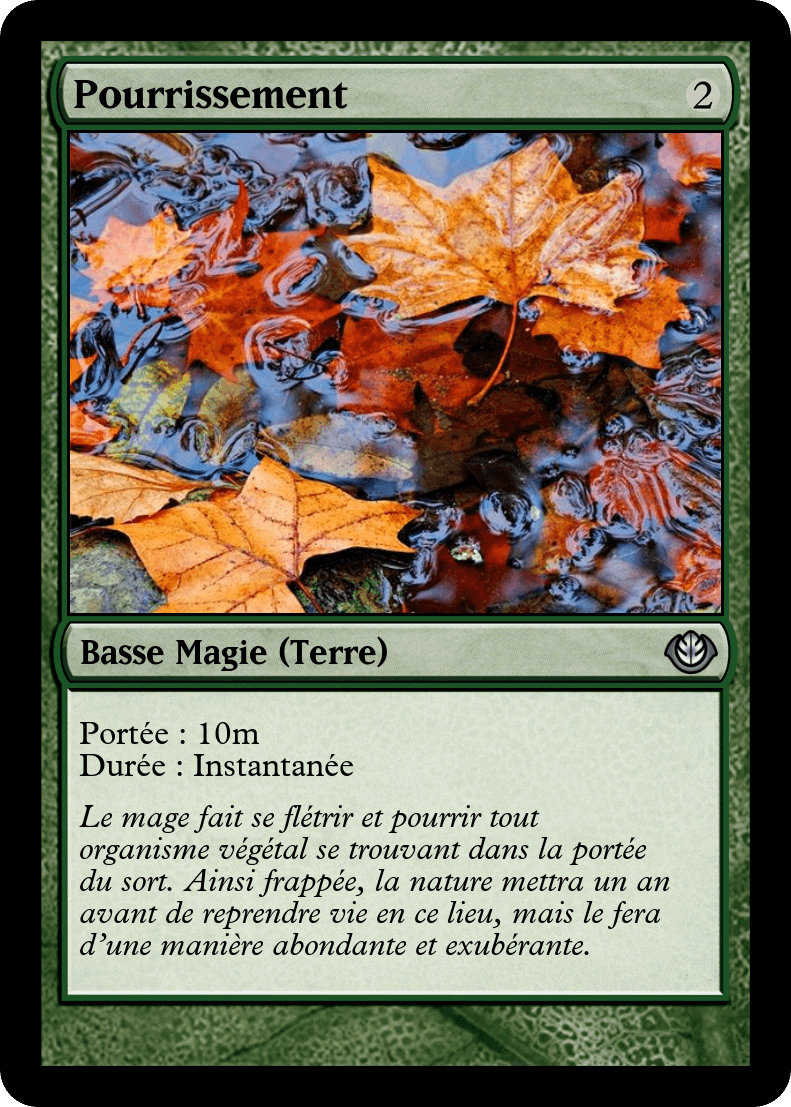 Pourrissement 2
Basse Magie (Terre)
Portée : 10m
Durée : Instantanée
Le mage fait se flétrir et pourrir tout
organisme végétal se trouvant dans la portée
du sort. Ainsi frappée, la nature mettra un an
avant de reprendre vie en ce lieu, mais le fera
d'une manière abondante et exubérante.